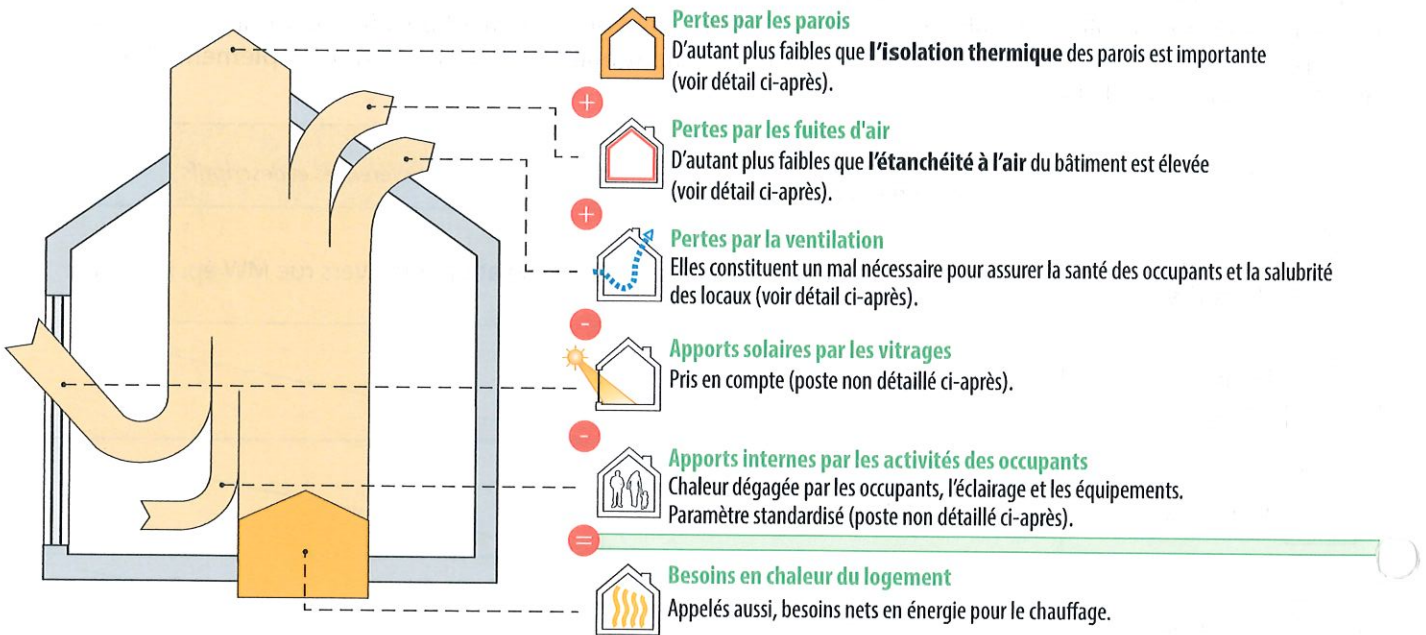 Pertes par les parois
D'autant plus faibles que l'isolation thermique des parois est importante
(voir détail ci-après).
+
Pertes par les fuites d'air
D'autant plus faibles que l'étanchéité à l'air du bâtiment est élevée
(voir détail ci-après).
+
Pertes par la ventilation
Elles constituent un mal nécessaire pour assurer la santé des occupants et la salubrité
des locaux (voir détail ci-après).
-
Apports solaires par les vitrages
Pris en compte (poste non détaillé ci-après).
-
Apports internes par les activités des occupants
Chaleur dégagée par les occupants, l'éclairage et les équipements.
Paramètre standardisé (poste non détaillé ci-après).
=
Besoins en chaleur du logement
Appelés aussi, besoins nets en énergie pour le chauffage.